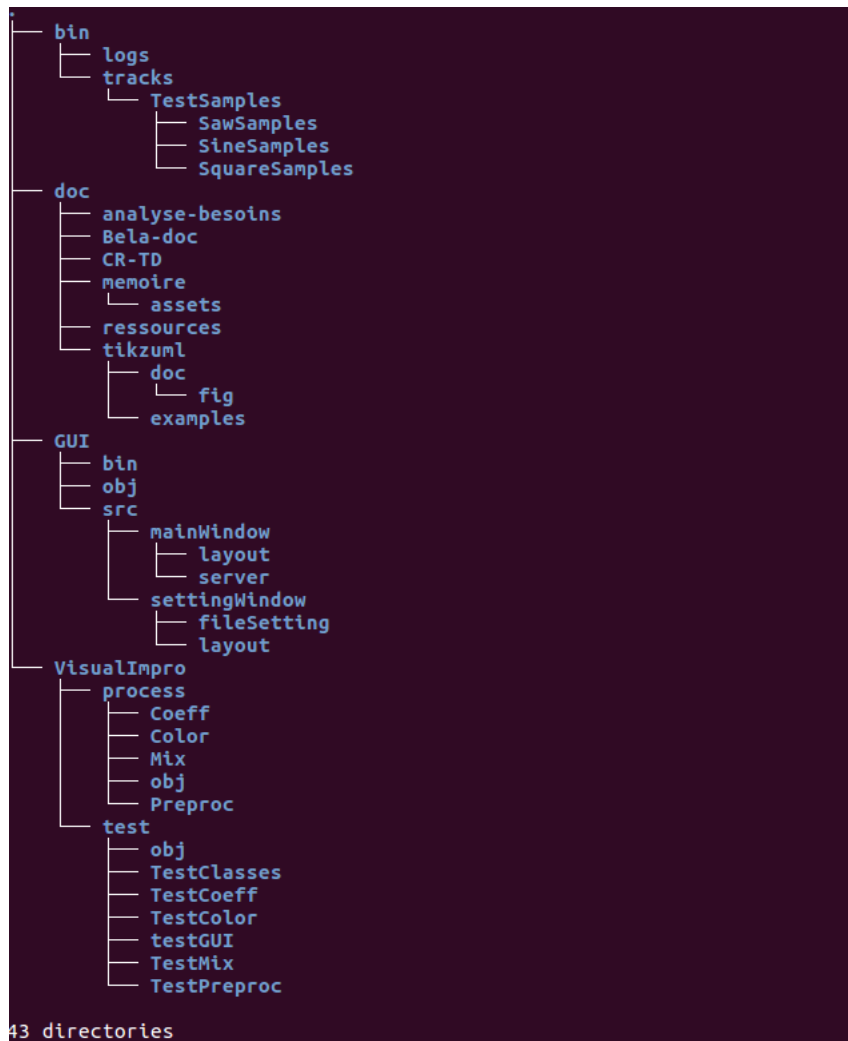 .
├── bin
│   ├── logs
│   └── tracks
│       └── TestSamples
│           ├── SawSamples
│           ├── SineSamples
│           └── SquareSamples
├── doc
│   ├── analyse-besoins
│   ├── Bela-doc
│   ├── CR-TD
│   ├── memoire
│   │   └── assets
│   ├── ressources
│   └── tikzuml
│       ├── doc
│       │   └── fig
│       └── examples
├── GUI
│   ├── bin
│   ├── obj
│   └── src
│       ├── mainWindow
│       │   ├── layout
│       │   └── server
│       └── settingWindow
│           ├── fileSetting
│           └── layout
└── VisualImpro
    ├── process
    │   ├── Coeff
    │   ├── Color
    │   ├── Mix
    │   ├── obj
    │   └── Preproc
    └── test
        ├── obj
        ├── TestClasses
        ├── TestCoeff
        ├── TestColor
        ├── testGUI
        ├── TestMix
        └── TestPreproc
43 directories